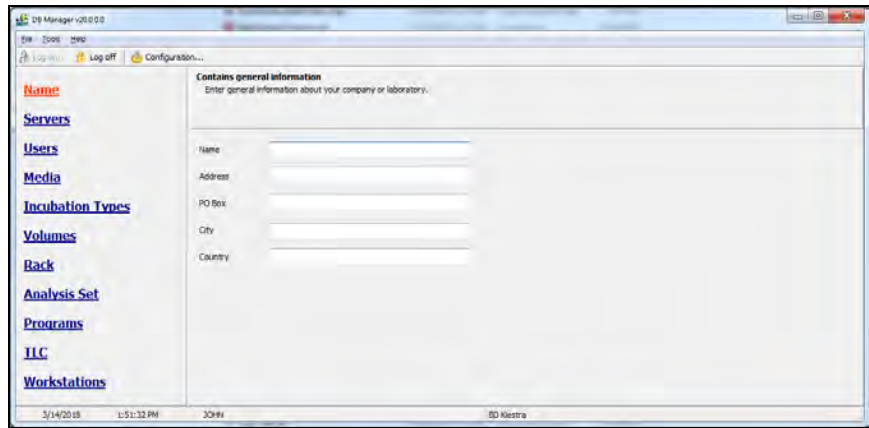 DB Manager v20.0.0.0
File Tools Help
Log on... Log off Configuration...
Name
Servers
Users
Media
Incubation Types
Volumes
Rack
Analysis Set
Programs
TLC
Workstations
Contains general information
Enter general information about your company or laboratory.
Name
Address
PO Box
City
Country
3/14/2018 1:51:32 PM JOHN BD Kiestra